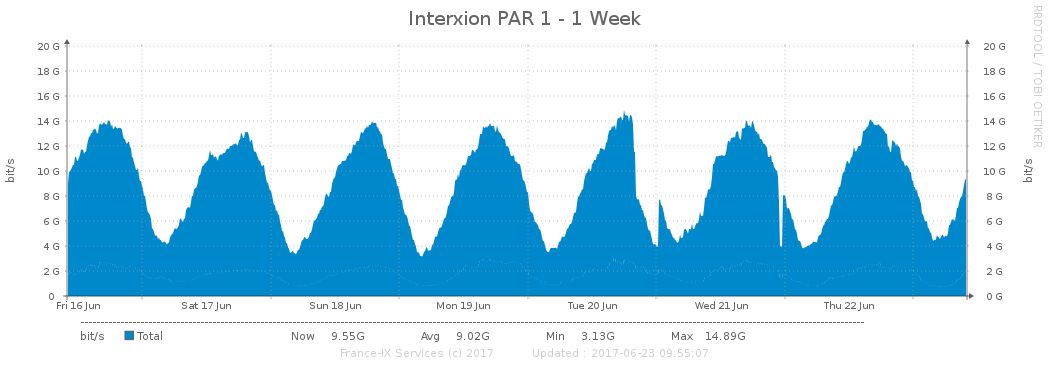 Interxion PAR 1 - 1 Week
RRDTOOL / TOBI OETIKER
20 G 20 G
18 G 18 G
16 G 16 G
14 G 14 G
12 G 12 G
10 G 10 G
8 G 8 G
6 G 6 G
4 G 4 G
2 G 2 G
0 0 G
bit/s bit/s
Fri 16 Jun Sat 17 Jun Sun 18 Jun Mon 19 Jun Tue 20 Jun Wed 21 Jun Thu 22 Jun
bit/s Total Now 9.55G Avg 9.02G Min 3.13G Max 14.89G
France-IX Services (c) 2017 Updated : 2017-06-23 09:55:07